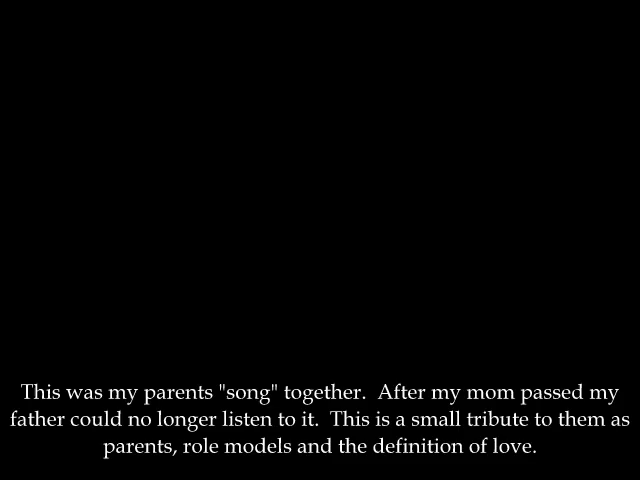 This was my parents "song" together.  After my mom passed my
father could no longer listen to it.  This is a small tribute to them as
parents, role models and the definition of love.